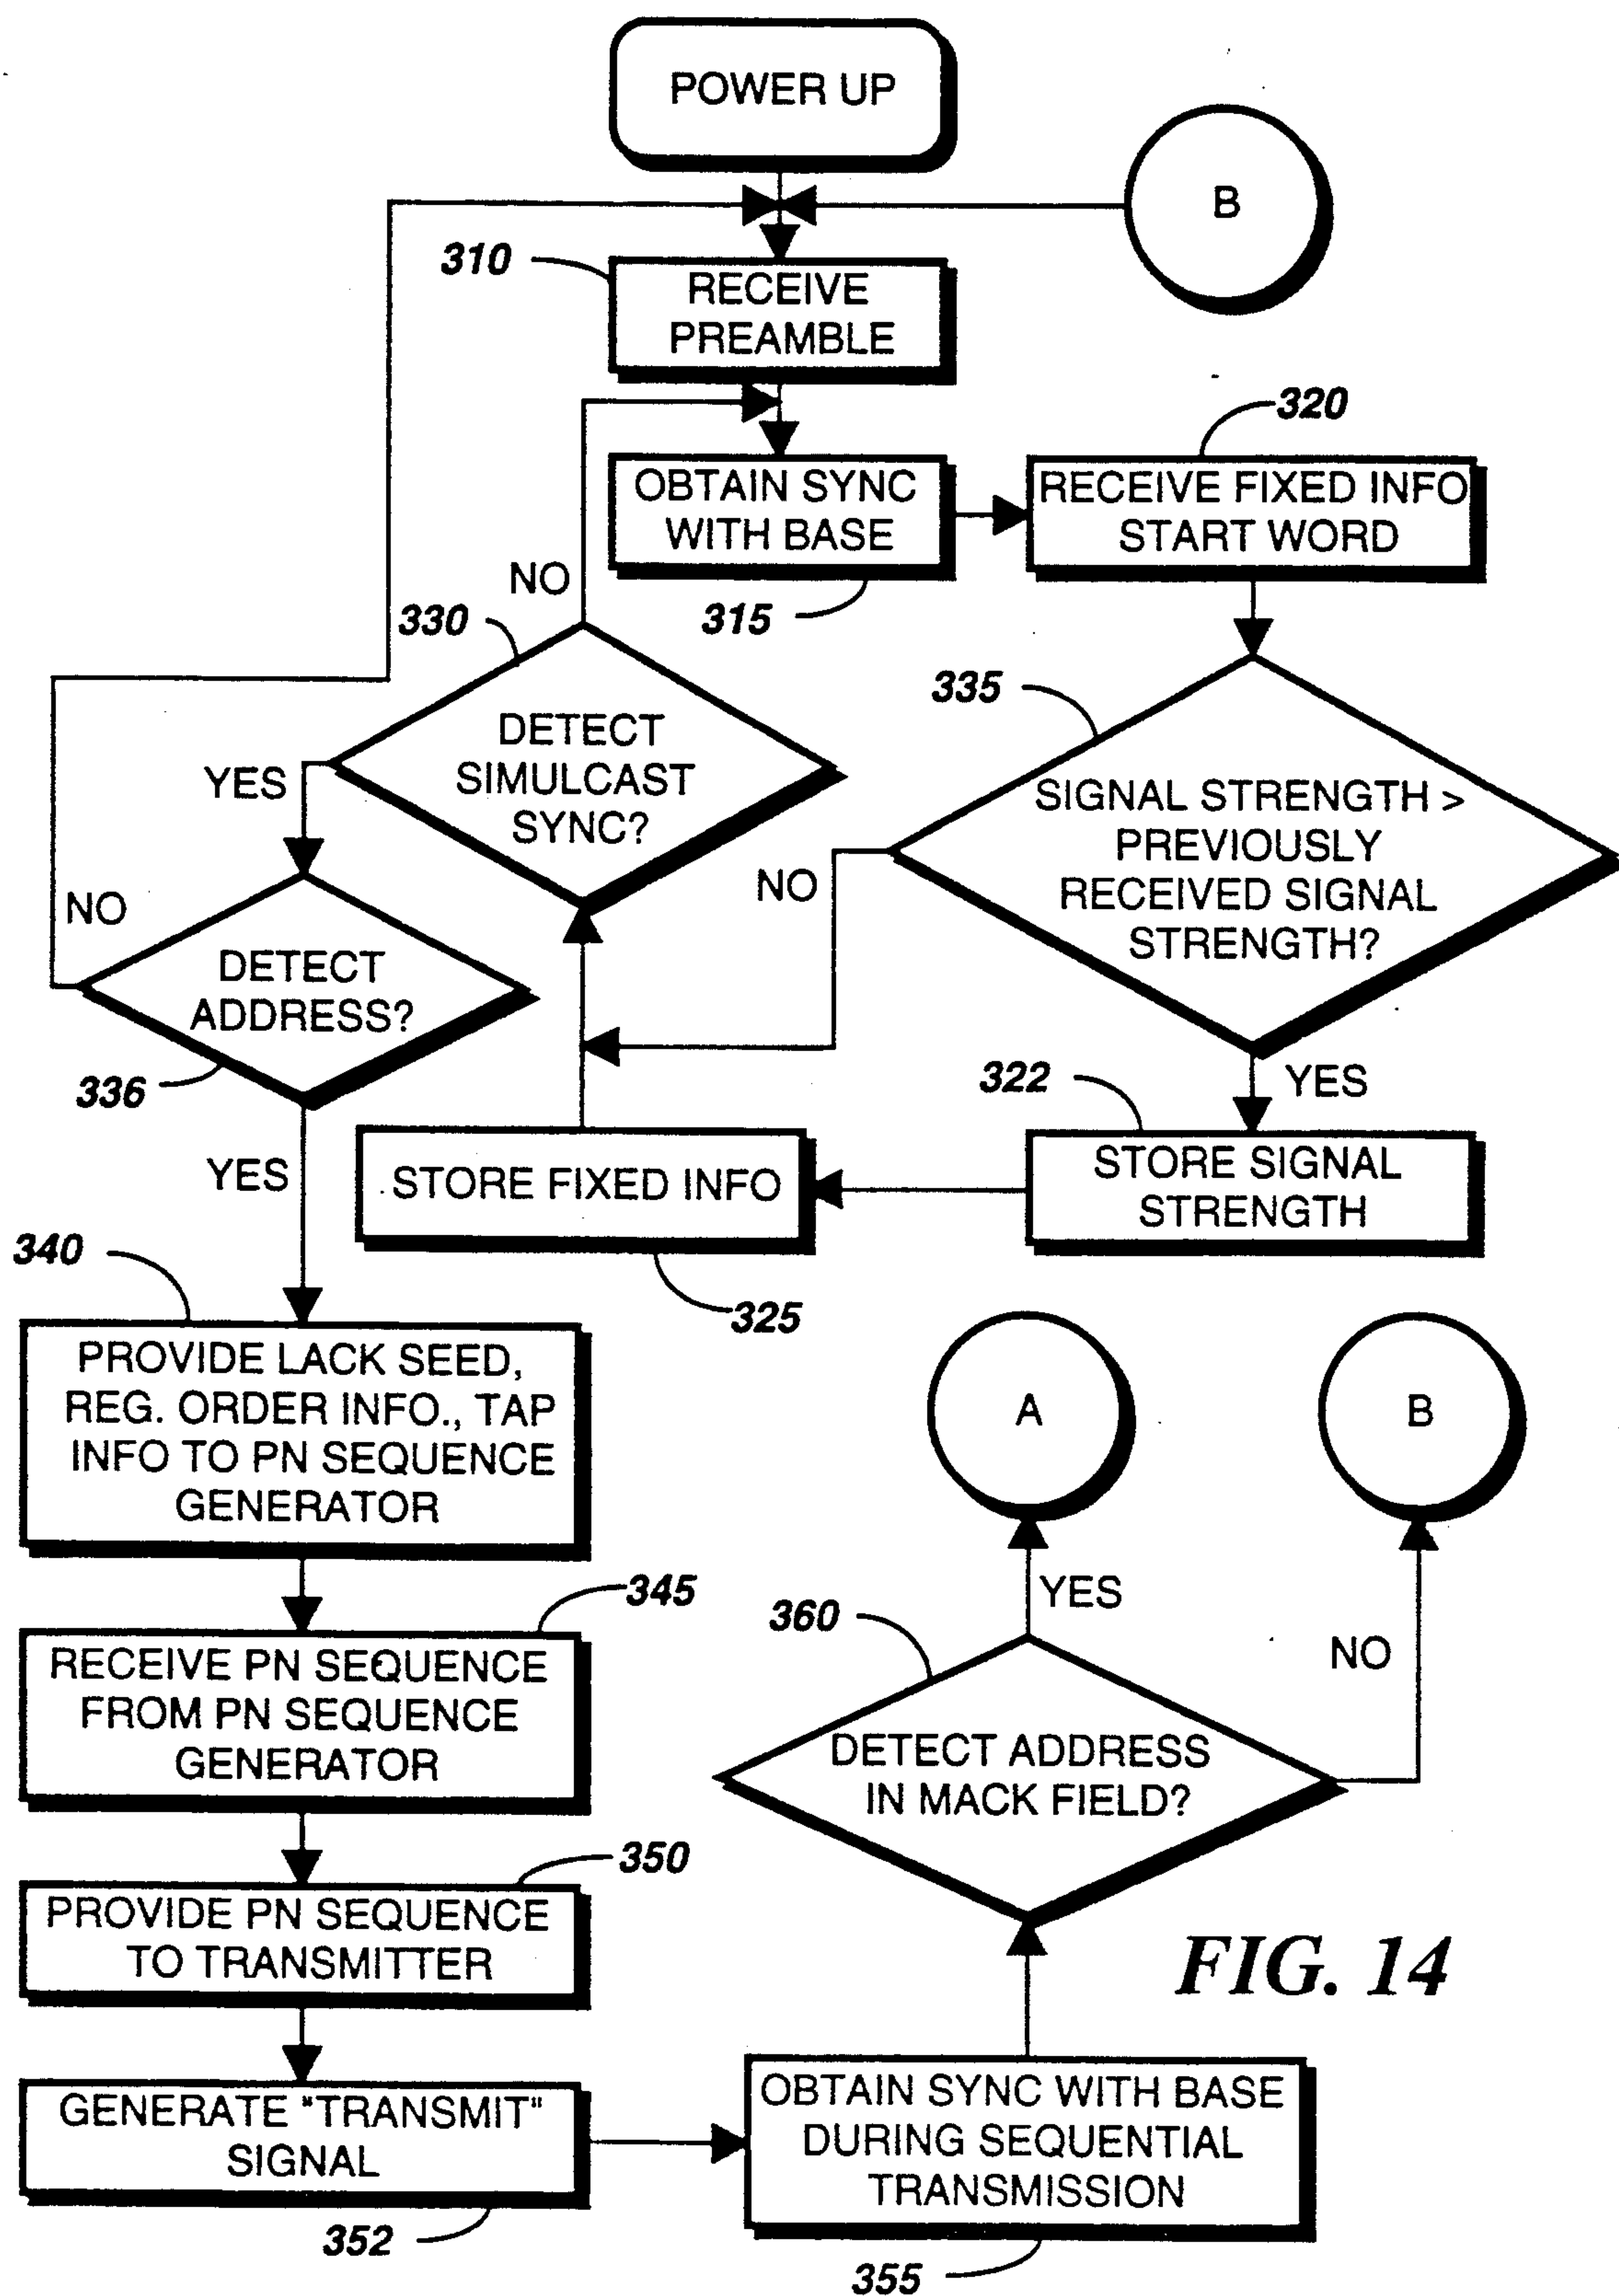 POWER UP
B
310
RECEIVE
PREAMBLE
320
OBTAIN SYNC
WITH BASE
RECEIVE FIXED INFO
START WORD
NO
315
330
335
DETECT
SIMULCAST
SYNC?
YES
SIGNAL STRENGTH >
PREVIOUSLY
RECEIVED SIGNAL
STRENGTH?
NO
NO
DETECT
ADDRESS?
336
322
YES
YES
STORE FIXED INFO
STORE SIGNAL
STRENGTH
340
325
PROVIDE LACK SEED,
REG. ORDER INFO., TAP
INFO TO PN SEQUENCE
GENERATOR
A
B
345
360
YES
NO
RECEIVE PN SEQUENCE
FROM PN SEQUENCE
GENERATOR
DETECT ADDRESS
IN MACK FIELD?
350
PROVIDE PN SEQUENCE
TO TRANSMITTER
FIG. 14
GENERATE "TRANSMIT"
SIGNAL
OBTAIN SYNC WITH BASE
DURING SEQUENTIAL
TRANSMISSION
352
355